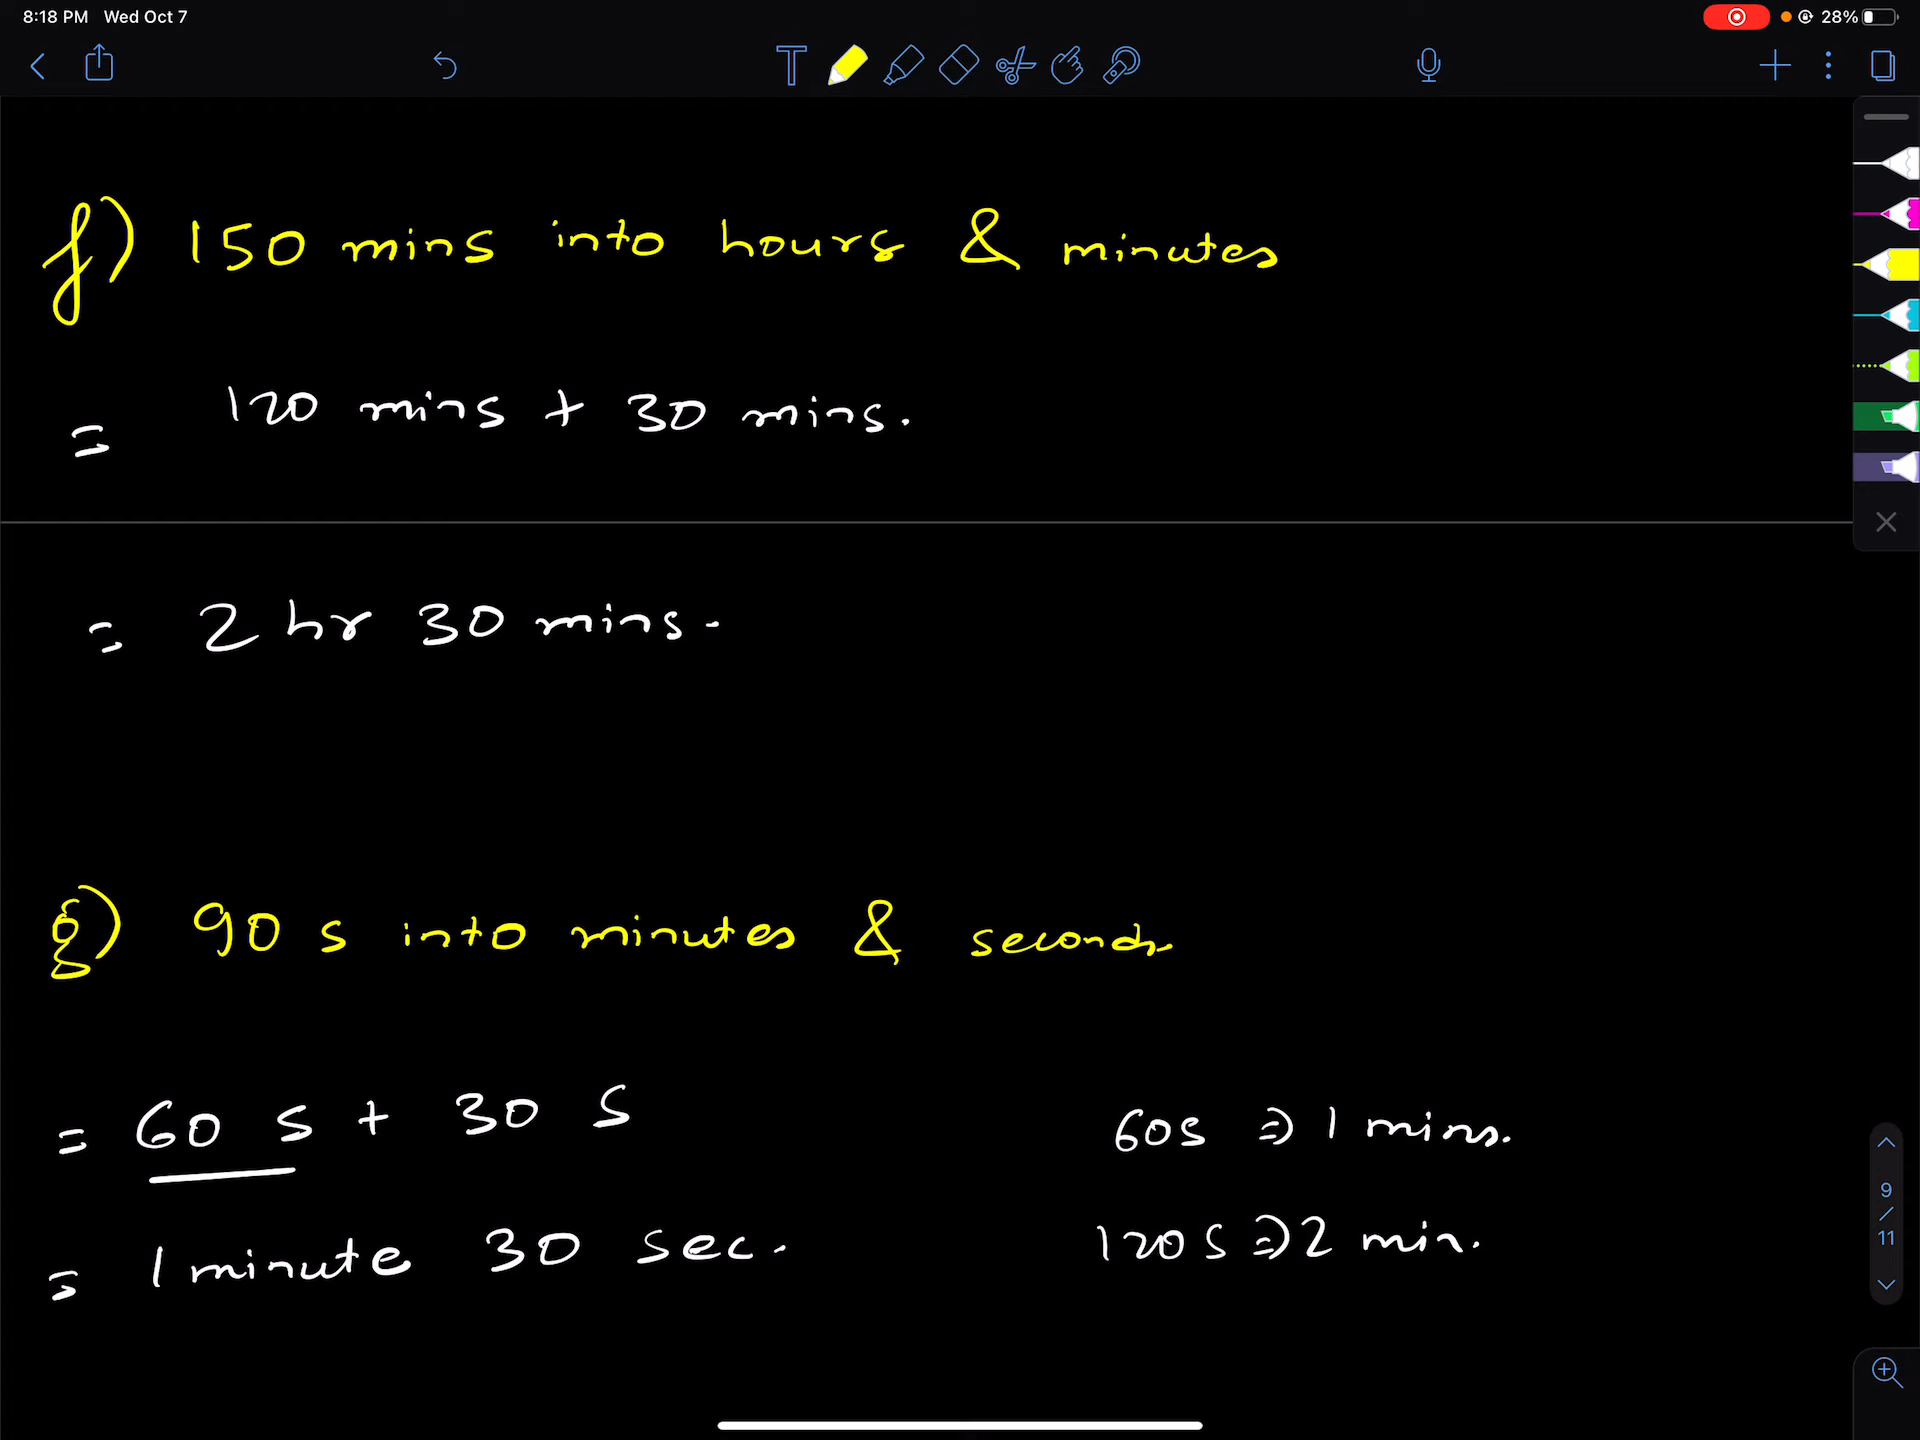 8:18 PM Wed Oct 7
28%
f) 150 mins into hours & minutes
= 120 mins + 30 mins.
= 2 hr 30 mins.
g) 90 s into minutes & seconds
= 60 s + 30 s
60s => 1 mins.
= 1 minute 30 sec.
120s => 2 min.
9
/
11